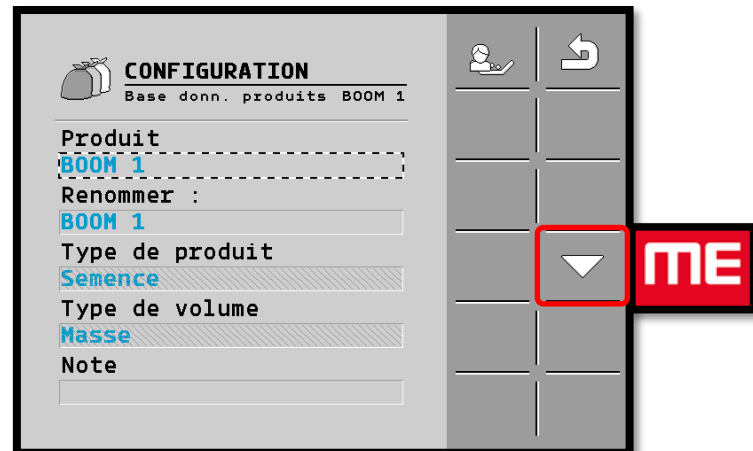 CONFIGURATION
Base donn. produits BOOM 1
Produit
BOOM 1
Renommer :
BOOM 1
Type de produit
Semence
Type de volume
Masse
Note
ME